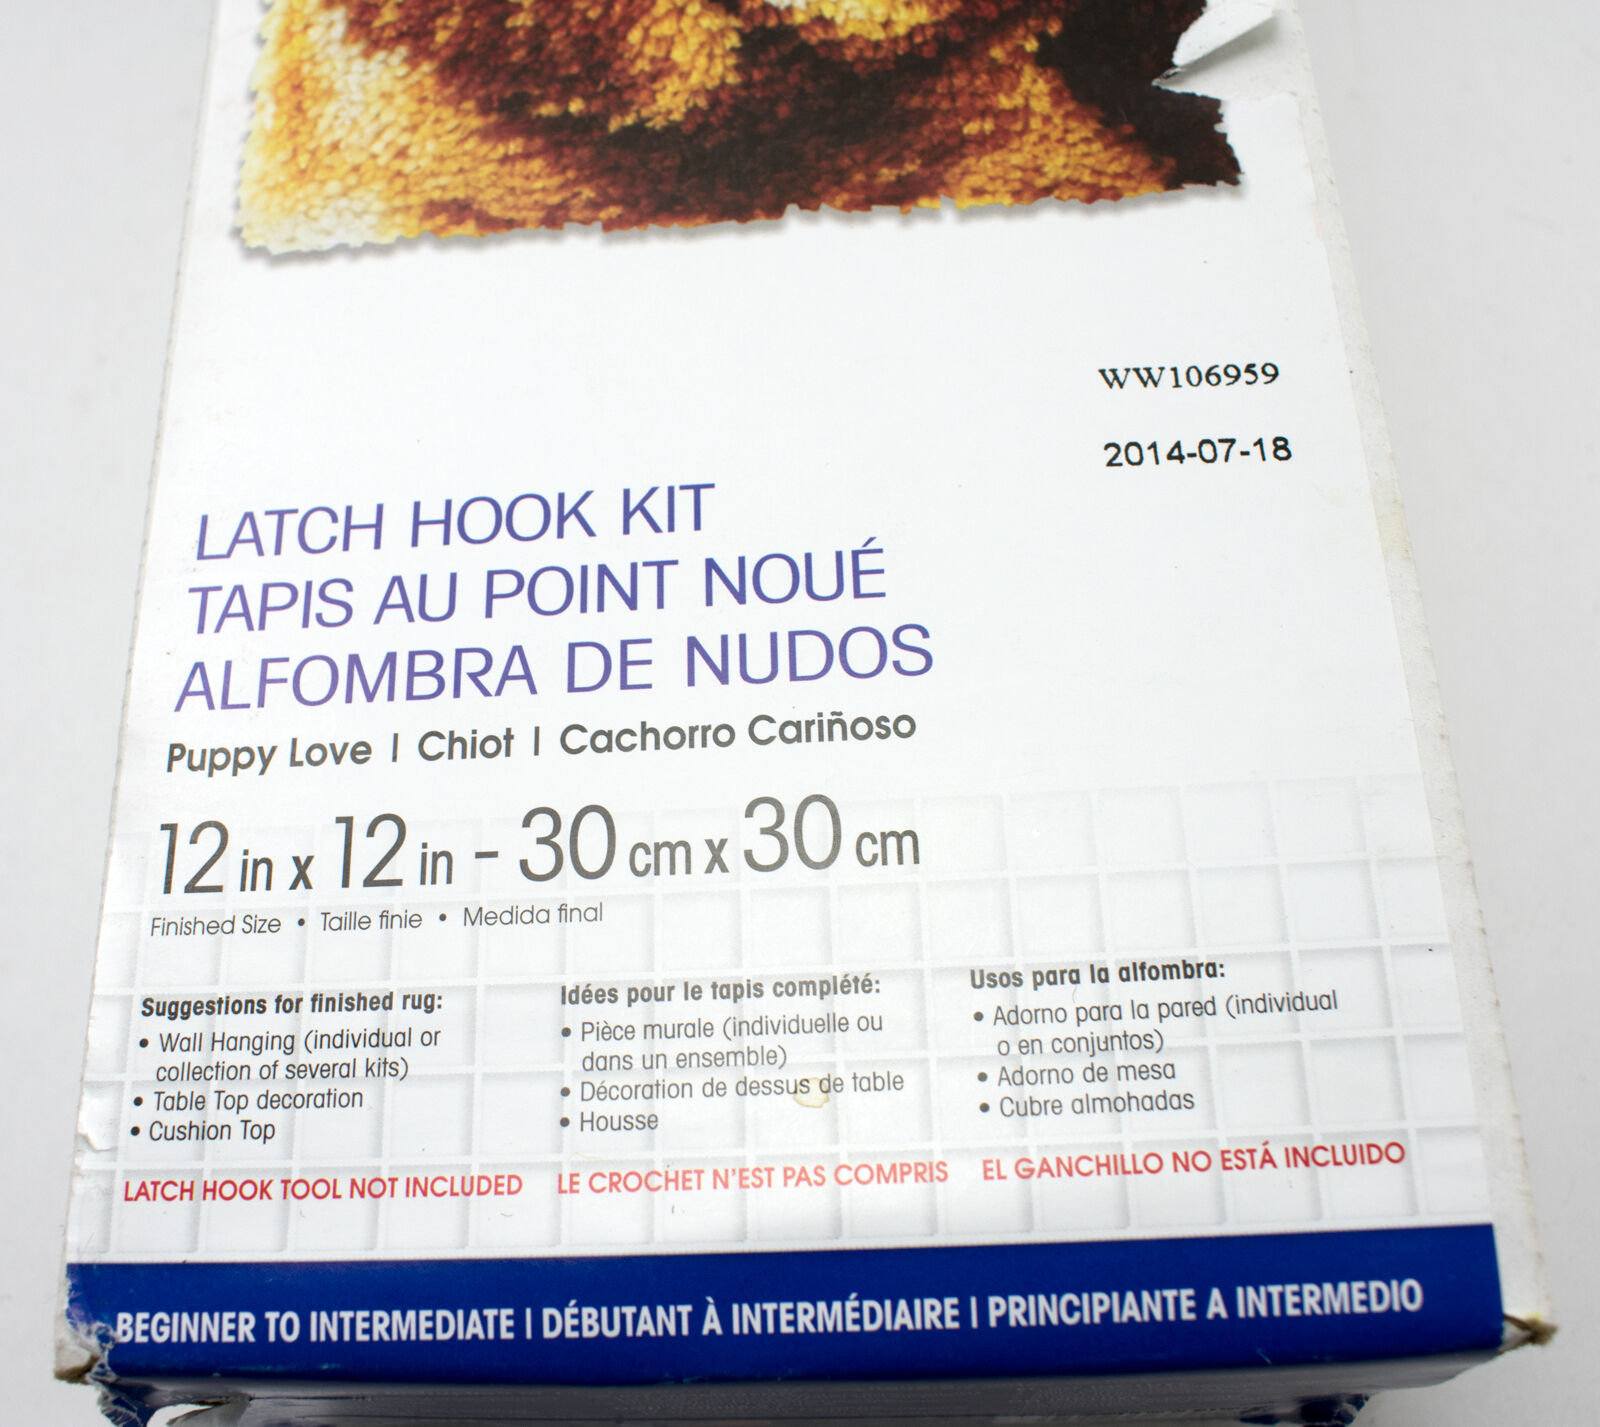 WW106959
2014-07-18
LATCH HOOK KIT
TAPIS AU POINT NOUÉ
ALFOMBRA DE NUDOS
Puppy Love | Chiot | Cachorro Cariñoso
12 in x 12 in - 30 cm x 30 cm
Finished Size • Taille finie • Medida final
Suggestions for finished rug:
• Wall Hanging (individual or
collection of several kits)
• Table Top decoration
• Cushion Top
Idées pour le tapis complété:
• Pièce murale (individuelle ou
dans un ensemble)
• Décoration de dessus de table
• Housse
Usos para la alfombra:
• Adorno para la pared (individual
o en conjuntos)
• Adorno de mesa
• Cubre almohadas
LATCH HOOK TOOL NOT INCLUDED LE CROCHET N'EST PAS COMPRIS EL GANCHILLO NO ESTÁ INCLUIDO
BEGINNER TO INTERMEDIATE | DÉBUTANT À INTERMÉDIAIRE | PRINCIPIANTE A INTERMEDIO